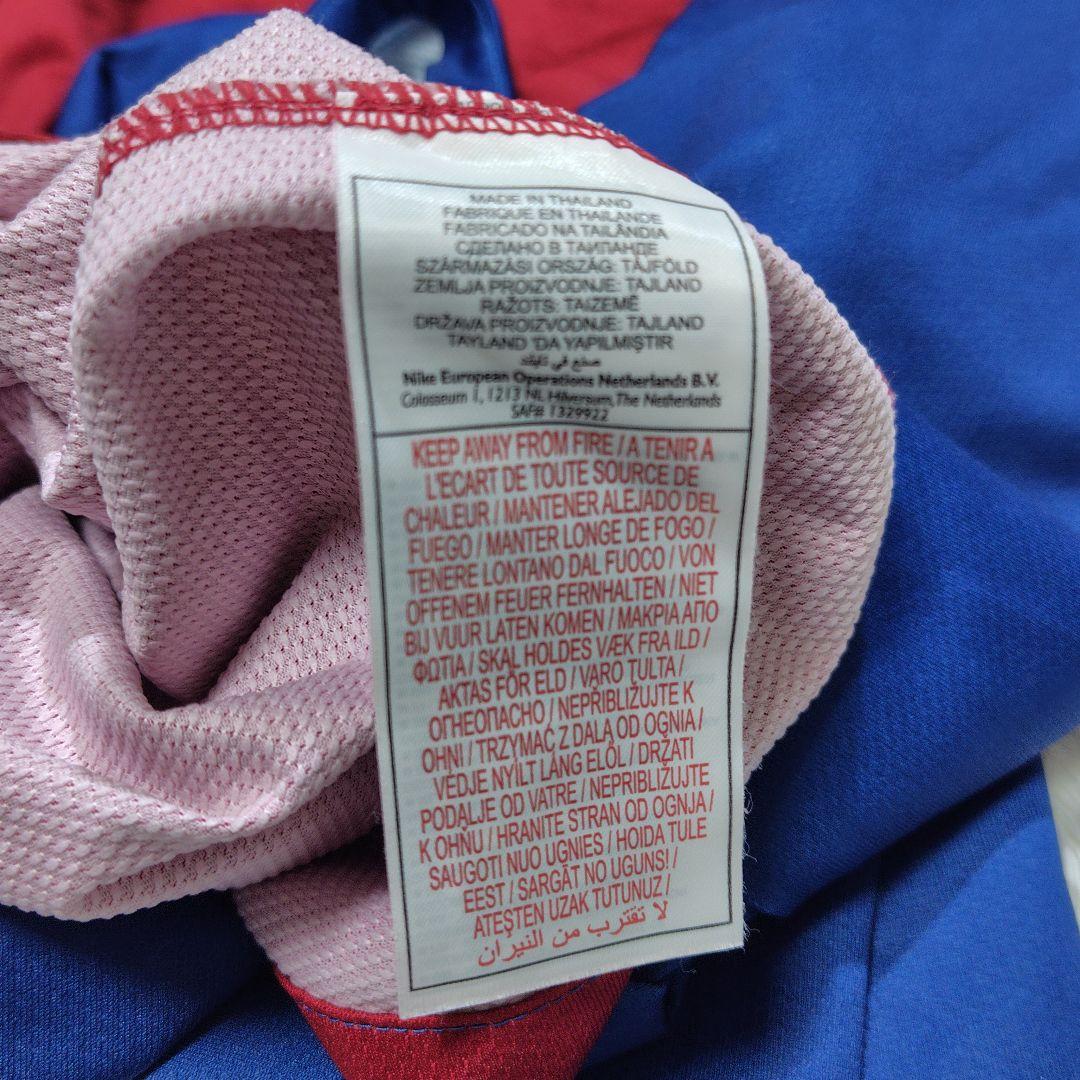 MADE IN THAILAND
FABRIQUE EN THAILANDE
FABRICADO NA TAILÂNDIA
СДЕЛАНО В ТАИЛАНДЕ
SZÁRMAZÁSI ORSZÁG: TÁJFÖLD
ZEMLJA PROIZVODNJE: TAJLAND
RAŽOTS: TAIZEMĒ
DRŽAVA PROIZVODNJE: TAJLAND
TAYLAND 'DA YAPILMIŞTIR
صنع في تايلند
Nike European Operations Netherlands B.V.
Colosseum 1, 1213 NL Hilversum, The Netherlands
SAF# 1329922
KEEP AWAY FROM FIRE / A TENIR A
L'ECART DE TOUTE SOURCE DE
CHALEUR / MANTENER ALEJADO DEL
FUEGO / MANTER LONGE DE FOGO /
TENERE LONTANO DAL FUOCO / VON
OFFENEM FEUER FERNHALTEN / NIET
BIJ VUUR LATEN KOMEN / ΜΑΚΡΙΑ ΑΠΟ
ΦΩΤΙΑ / SKAL HOLDES VÆK FRA ILD /
AKTAS FÖR ELD / VARO TULTA /
ОГНЕОПАСНО / NEPŘIBLIŽUJTE K
OHNI / TRZYMAĆ Z DALA OD OGNIA /
VÉDJE NYÍLT LÁNG ELÖL / DRŽATI
PODALJE OD VATRE / NEPRIBLIŽUJTE
K OHŇU / HRANITE STRAN OD OGNJA /
SAUGOTI NUO UGNIES / HOIDA TULE
EEST / SARGĀT NO UGUNS! /
ATEŞTEN UZAK TUTUNUZ /
لا تقترب من النيران